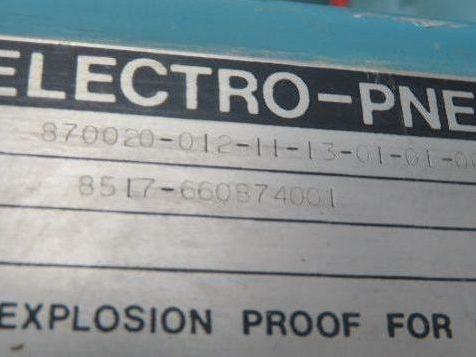 ELECTRO-PNE
870020-012-11-13-01-01-0
8517-660874001
EXPLOSION PROOF FOR